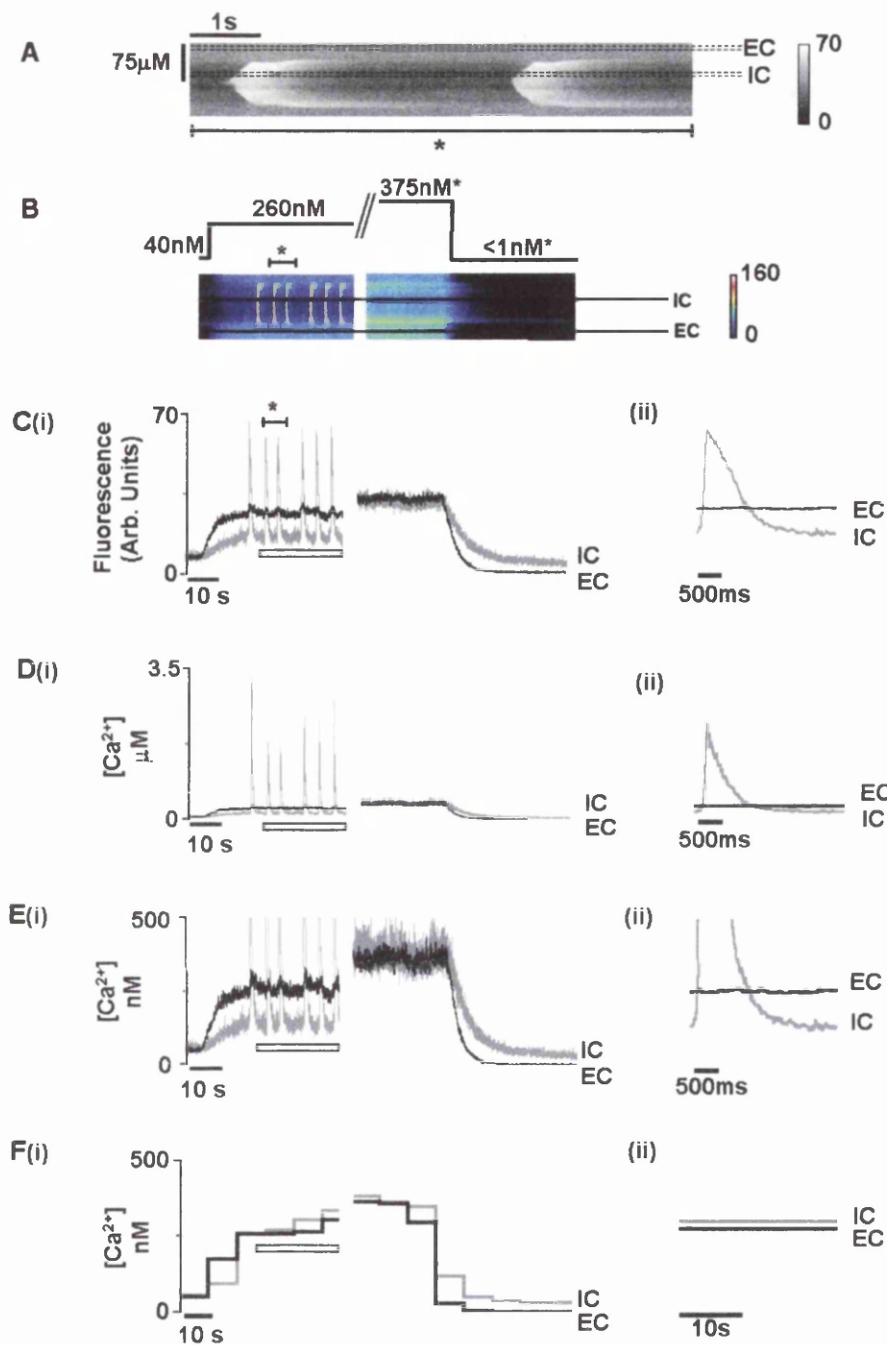 A
1s
75μM
EC
IC
70
0
*
B
40nM
260nM
375nM*
<1nM*
*
IC
EC
160
0
C(i)
Fluorescence
(Arb. Units)
70
0
*
10 s
IC
EC
(ii)
EC
IC
500ms
D(i)
[Ca²⁺]
μM
3.5
0
10 s
IC
EC
(ii)
EC
IC
500ms
E(i)
[Ca²⁺]
nM
500
0
10 s
IC
EC
(ii)
EC
IC
500ms
F(i)
[Ca²⁺]
nM
500
0
10 s
IC
EC
(ii)
IC
EC
10s